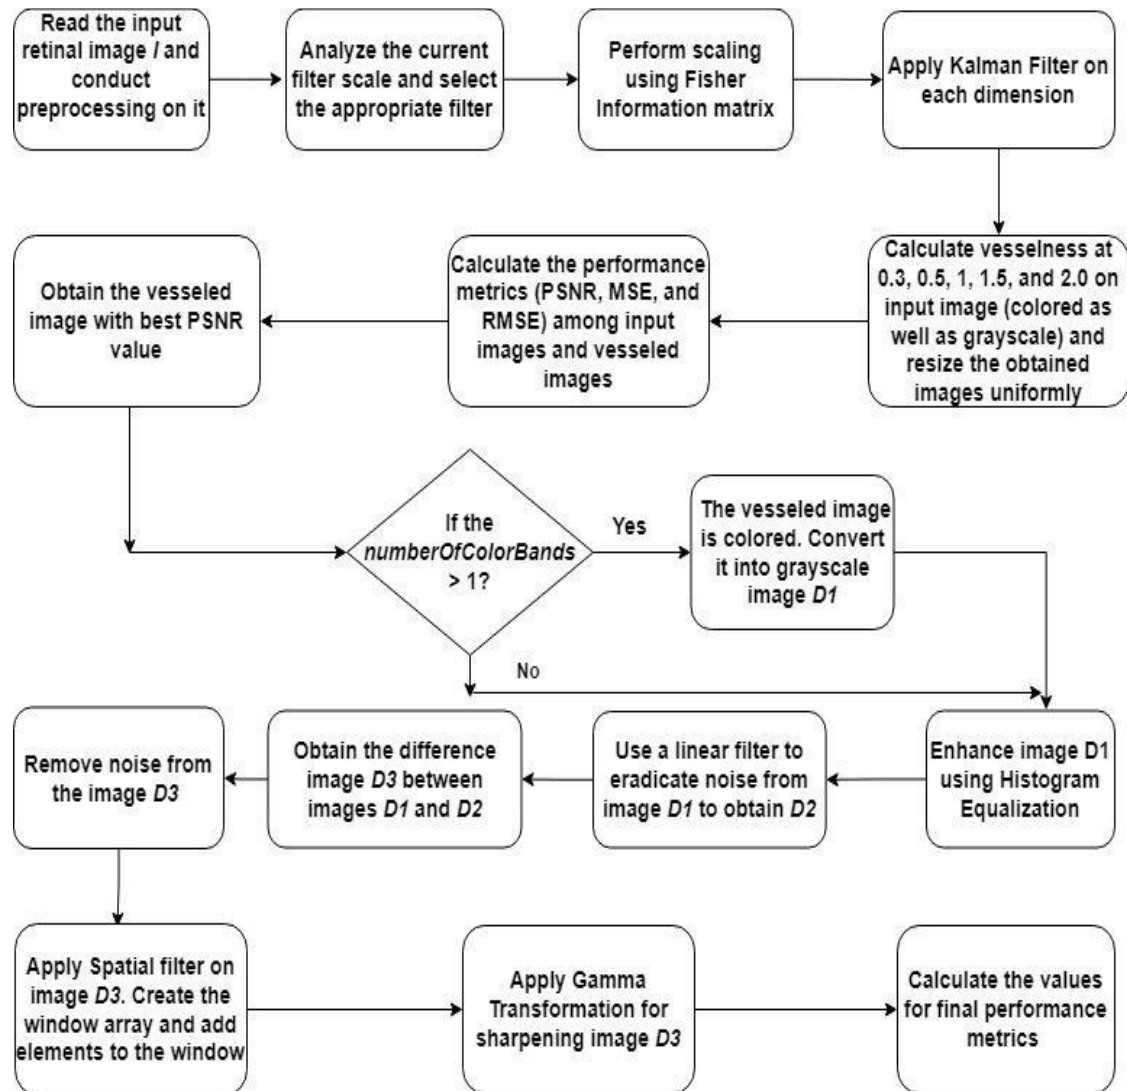 Read the input
retinal image I and
conduct
preprocessing on it
Analyze the current
filter scale and select
the appropriate filter
Perform scaling
using Fisher
Information matrix
Apply Kalman Filter on
each dimension
Calculate vesselness at
0.3, 0.5, 1, 1.5, and 2.0 on
input image (colored as
well as grayscale) and
resize the obtained
images uniformly
Calculate the performance
metrics (PSNR, MSE, and
RMSE) among input
images and vesseled
images
Obtain the vesseled
image with best PSNR
value
If the
numberOfColorBands
> 1?
Yes
The vesseled image
is colored. Convert
it into grayscale
image D1
No
Enhance image D1
using Histogram
Equalization
Use a linear filter to
eradicate noise from
image D1 to obtain D2
Obtain the difference
image D3 between
images D1 and D2
Remove noise from
the image D3
Apply Spatial filter on
image D3. Create the
window array and add
elements to the window
Apply Gamma
Transformation for
sharpening image D3
Calculate the values
for final performance
metrics